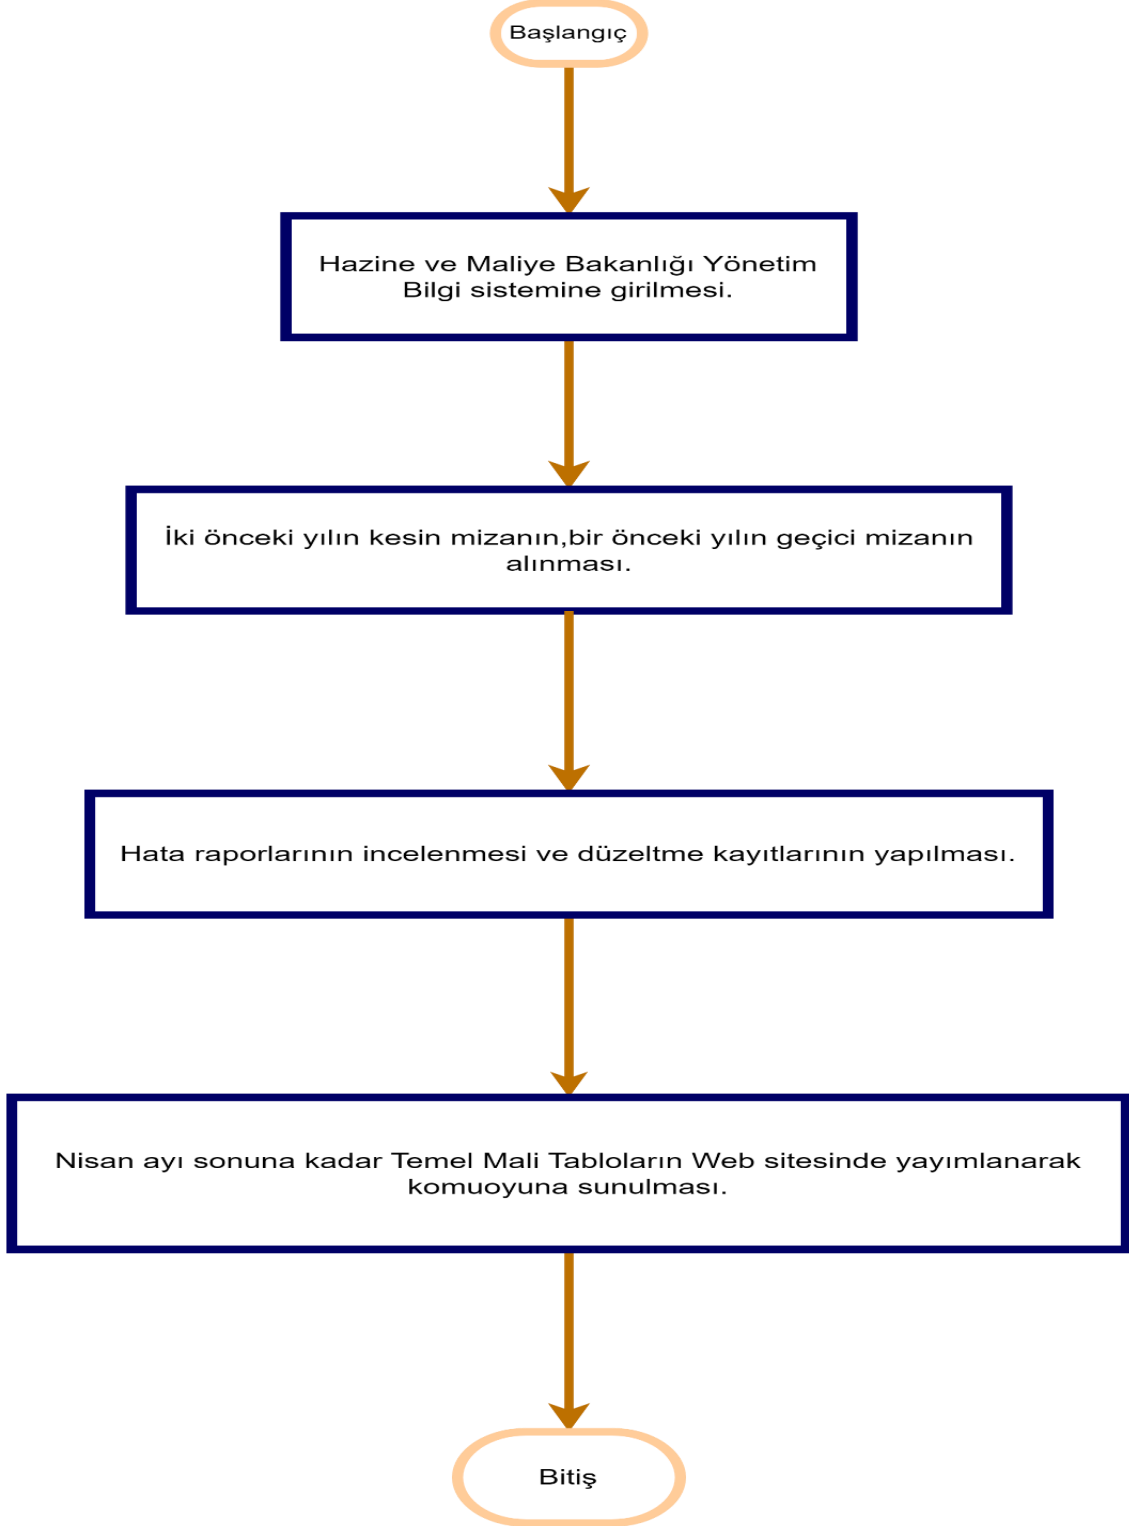 Başlangıç
Hazine ve Maliye Bakanlığı Yönetim
Bilgi sistemine girilmesi.
İki önceki yılın kesin mizanın,bir önceki yılın geçici mizanın
alınması.
Hata raporlarının incelenmesi ve düzeltme kayıtlarının yapılması.
Nisan ayı sonuna kadar Temel Mali Tabloların Web sitesinde yayımlanarak
komuoyuna sunulması.
Bitiş